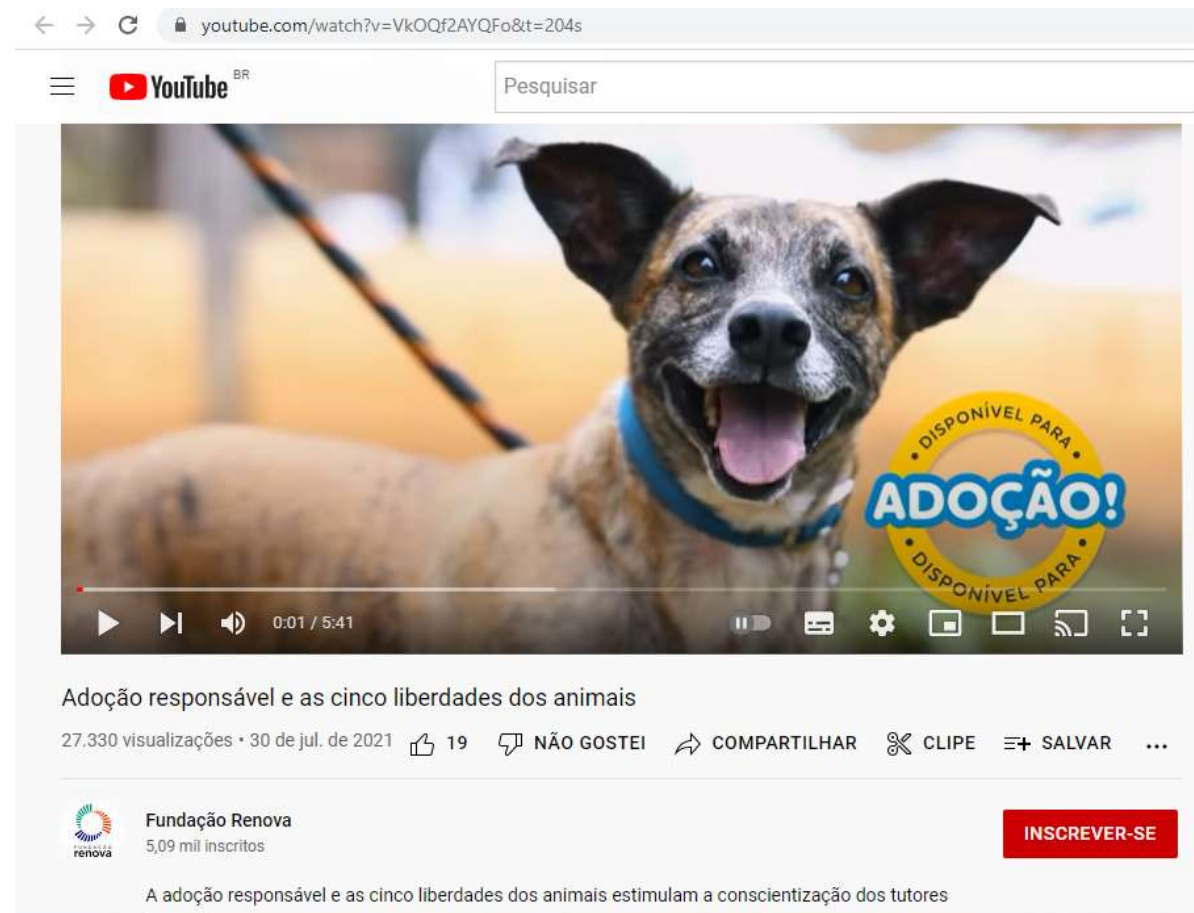 youtube.com/watch?v=VkOQf2AYQFo&t=204s
YouTube BR
Pesquisar
DISPONÍVEL PARA
ADOÇÃO!
DISPONÍVEL PARA
0:01 / 5:41
Adoção responsável e as cinco liberdades dos animais
27.330 visualizações • 30 de jul. de 2021 19 NÃO GOSTEI COMPARTILHAR CLIPE SALVAR ...
FUNDAÇÃO
renova
Fundação Renova
5,09 mil inscritos
INSCREVER-SE
A adoção responsável e as cinco liberdades dos animais estimulam a conscientização dos tutores